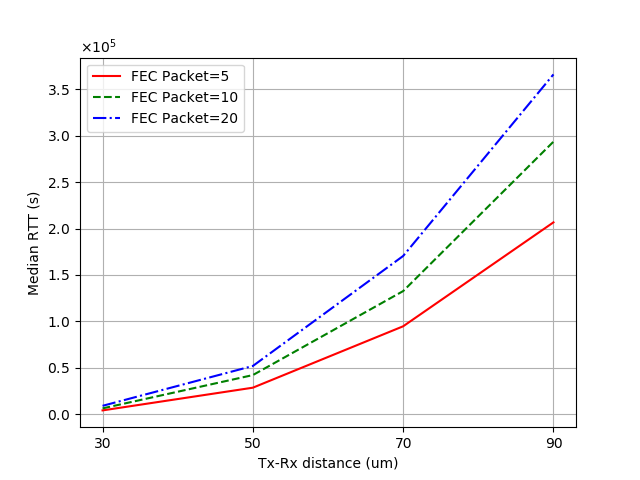 ×10⁵
FEC Packet=5
FEC Packet=10
FEC Packet=20
3.5
3.0
2.5
2.0
1.5
1.0
0.5
0.0
Median RTT (s)
30 50 70 90
Tx-Rx distance (um)